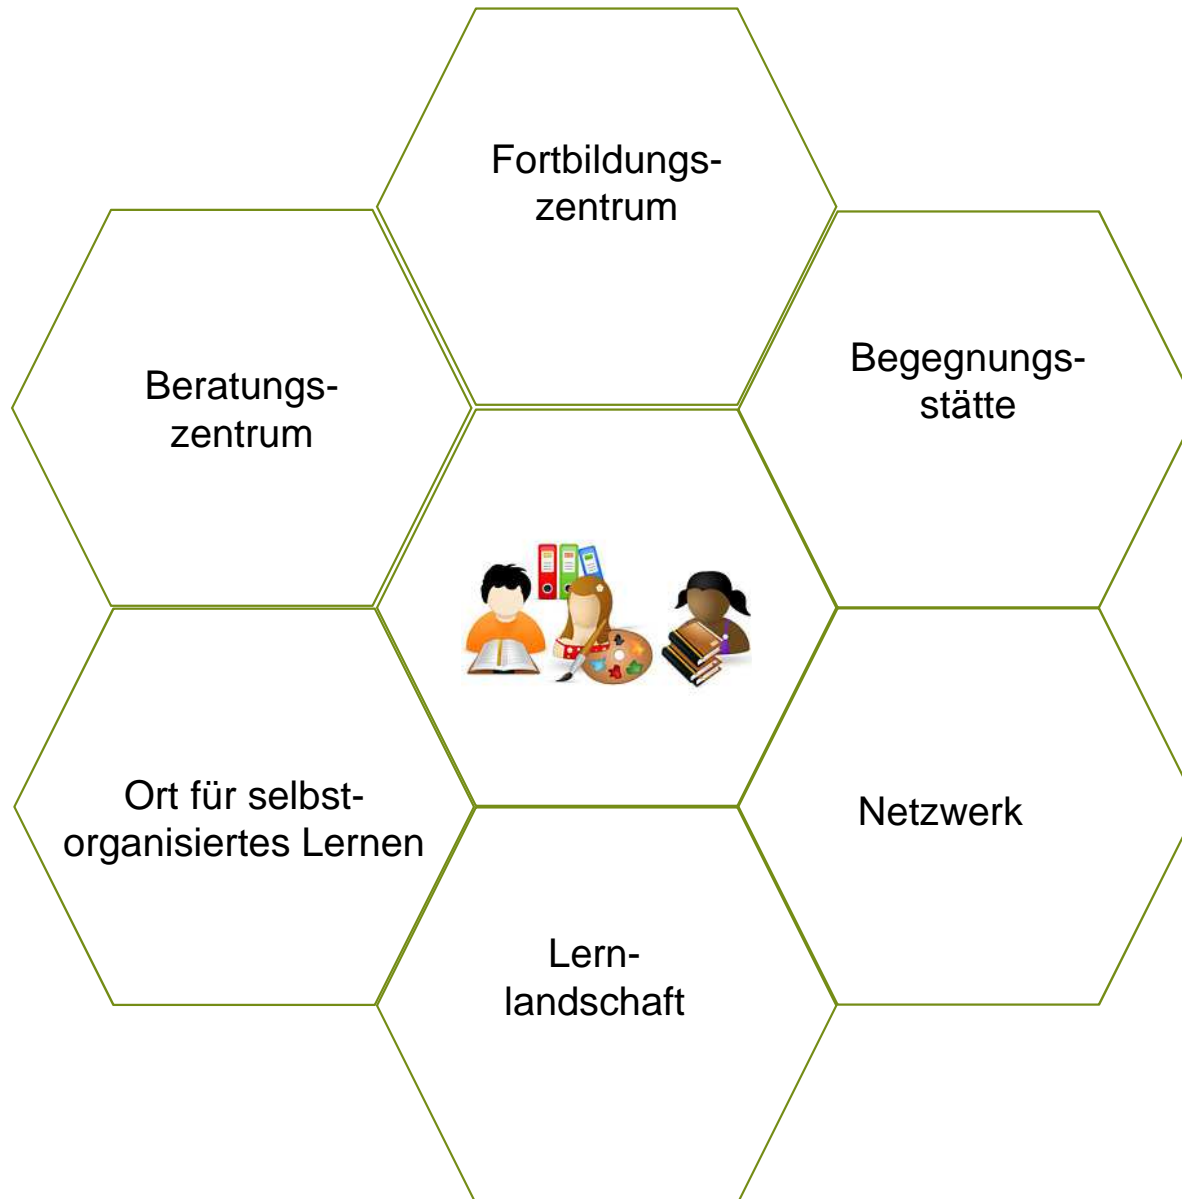 Fortbildungs-
zentrum
Beratungs-
zentrum
Begegnungs-
stätte
Ort für selbst-
organisiertes Lernen
Netzwerk
Lern-
landschaft